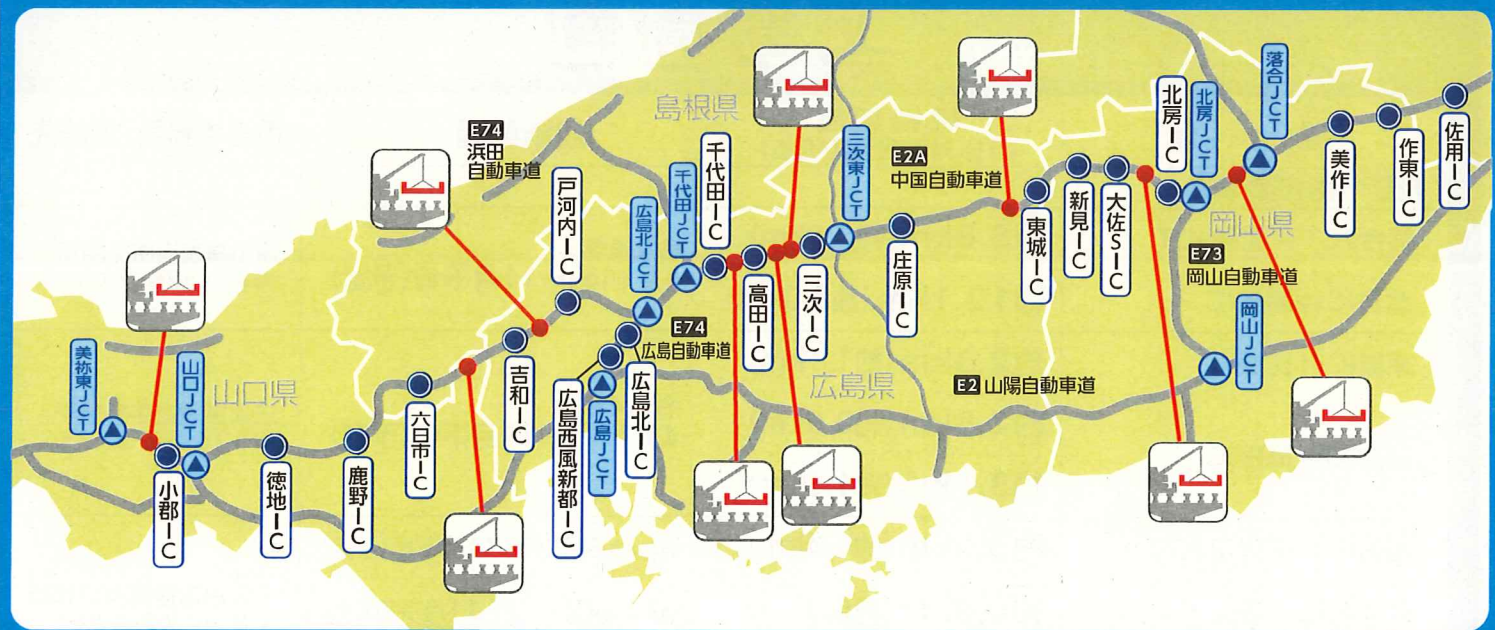 島根県
E74
浜田
自動車道
戸河内IC
広島北JCT
千代田JCT
千代田IC
三次東JCT
E2A
中国自動車道
北房IC
北房JCT
落合JCT
美作IC
作東IC
佐用IC
東城IC
新見IC
大佐SIC
岡山県
E73
岡山自動車道
岡山JCT
庄原IC
三次IC
高田IC
E74
広島自動車道
広島県
E2 山陽自動車道
美祢東JCT
山口JCT
山口県
小郡IC
徳地IC
鹿野IC
六日市IC
吉和IC
広島西風新都IC
広島JCT
広島北IC